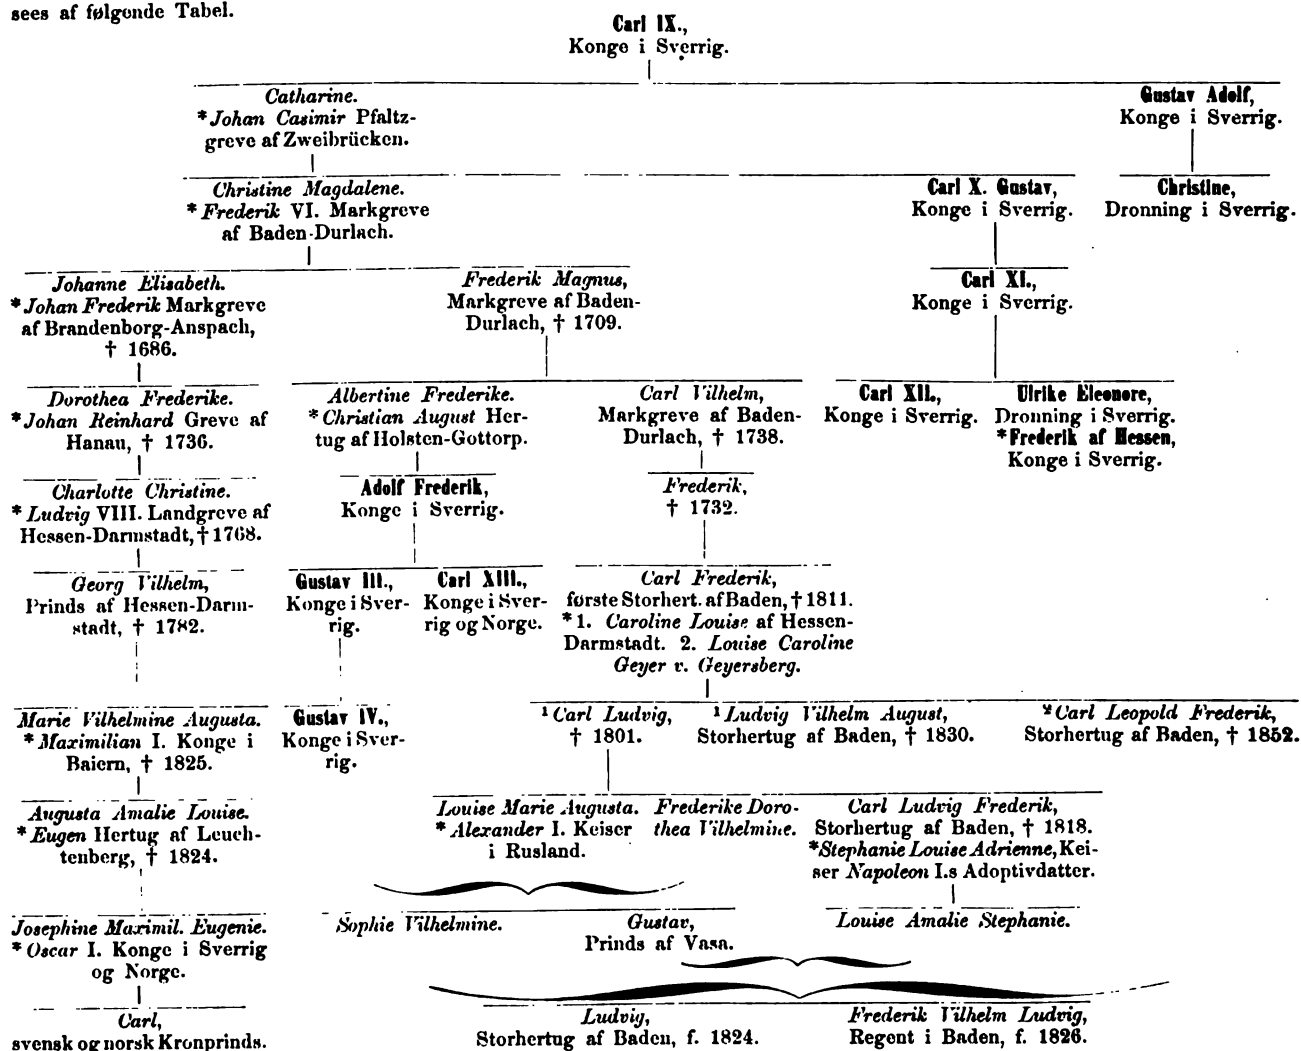 sees af følgende Tabel.
Carl IX.,
Konge i Sverrig.
Catharine.
*Johan Casimir Pfaltz-
greve af Zweibrücken.
Gustav Adolf,
Konge i Sverrig.
Christine Magdalene.
*Frederik VI. Markgreve
af Baden-Durlach.
Carl X. Gustav,
Konge i Sverrig.
Christine,
Dronning i Sverrig.
Johanne Elisabeth.
*Johan Frederik Markgreve
af Brandenborg-Anspach,
† 1686.
Frederik Magnus,
Markgreve af Baden-
Durlach, † 1709.
Carl XI.,
Konge i Sverrig.
Dorothea Frederike.
*Johan Reinhard Greve af
Hanau, † 1736.
Albertine Frederike.
*Christian August Her-
tug af Holsten-Gottorp.
Carl Vilhelm,
Markgreve af Baden-
Durlach, † 1738.
Carl XII.,
Konge i Sverrig.
Ulrike Eleonore,
Dronning i Sverrig.
*Frederik af Hessen,
Konge i Sverrig.
Charlotte Christine.
*Ludvig VIII. Landgreve af
Hessen-Darmstadt, † 1768.
Adolf Frederik,
Konge i Sverrig.
Frederik,
† 1732.
Georg Vilhelm,
Prinds af Hessen-Darm-
stadt, † 1782.
Gustav III.,
Konge i Sver-
rig.
Carl XIII.,
Konge i Sver-
rig og Norge.
Carl Frederik,
første Storhert. af Baden, † 1811.
*1. Caroline Louise af Hessen-
Darmstadt. 2. Louise Caroline
Geyer v. Geyersberg.
Marie Vilhelmine Augusta.
*Maximilian I. Konge i
Baiern, † 1825.
Gustav IV.,
Konge i Sver-
rig.
¹ Carl Ludvig,
† 1801.
¹ Ludvig Vilhelm August,
Storhertug af Baden, † 1830.
² Carl Leopold Frederik,
Storhertug af Baden, † 1852.
Augusta Amalie Louise.
*Eugen Hertug af Leuch-
tenberg, † 1824.
Louise Marie Augusta.
*Alexander I. Keiser
i Rusland.
Frederike Doro-
thea Vilhelmine.
Carl Ludvig Frederik,
Storhertug af Baden, † 1818.
*Stephanie Louise Adrienne, Kei-
ser Napoleon I.s Adoptivdatter.
Josephine Maximil. Eugenie.
*Oscar I. Konge i Sverrig
og Norge.
Sophie Vilhelmine.
Gustav,
Prinds af Vasa.
Louise Amalie Stephanie.
Carl,
svensk og norsk Kronprinds.
Ludvig,
Storhertug af Baden, f. 1824.
Frederik Vilhelm Ludvig,
Regent i Baden, f. 1826.